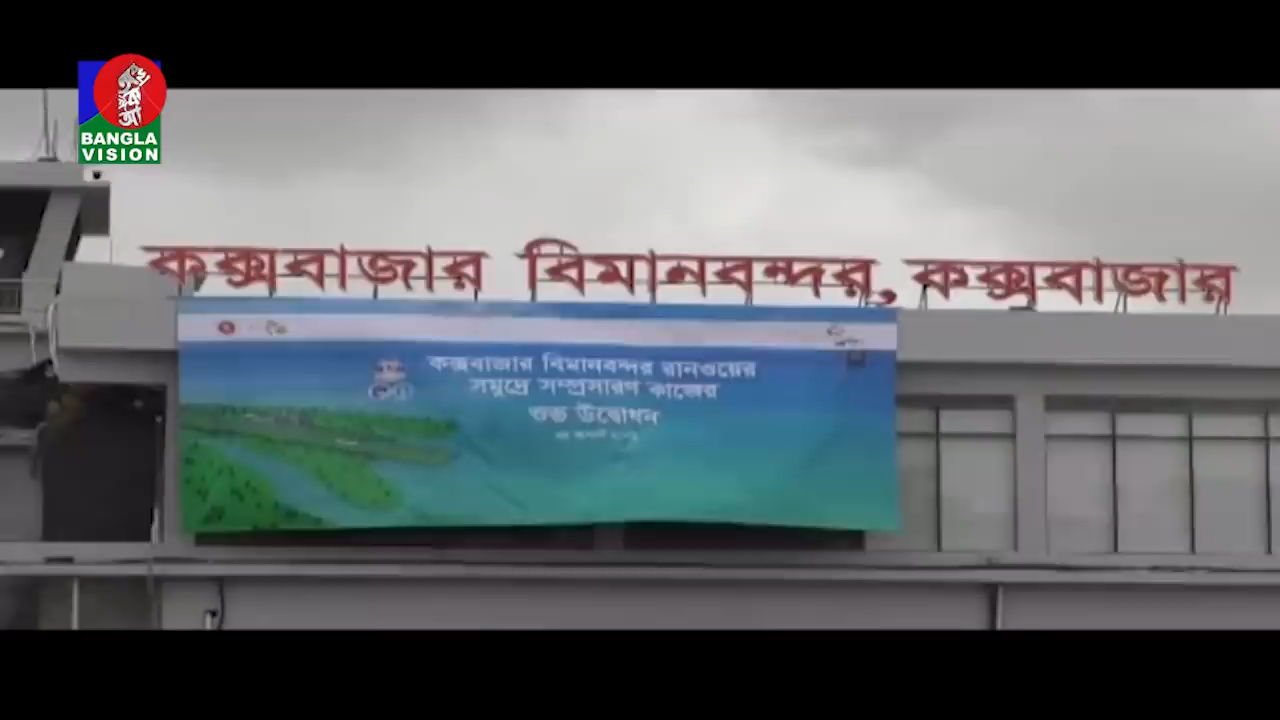 BANGLA
VISION
কক্সবাজার বিমানবন্দর, কক্সবাজার
কক্সবাজার বিমানবন্দর রানওয়ের
সমুদ্রে সম্প্রসারণ কাজের
শুভ উদ্বোধন